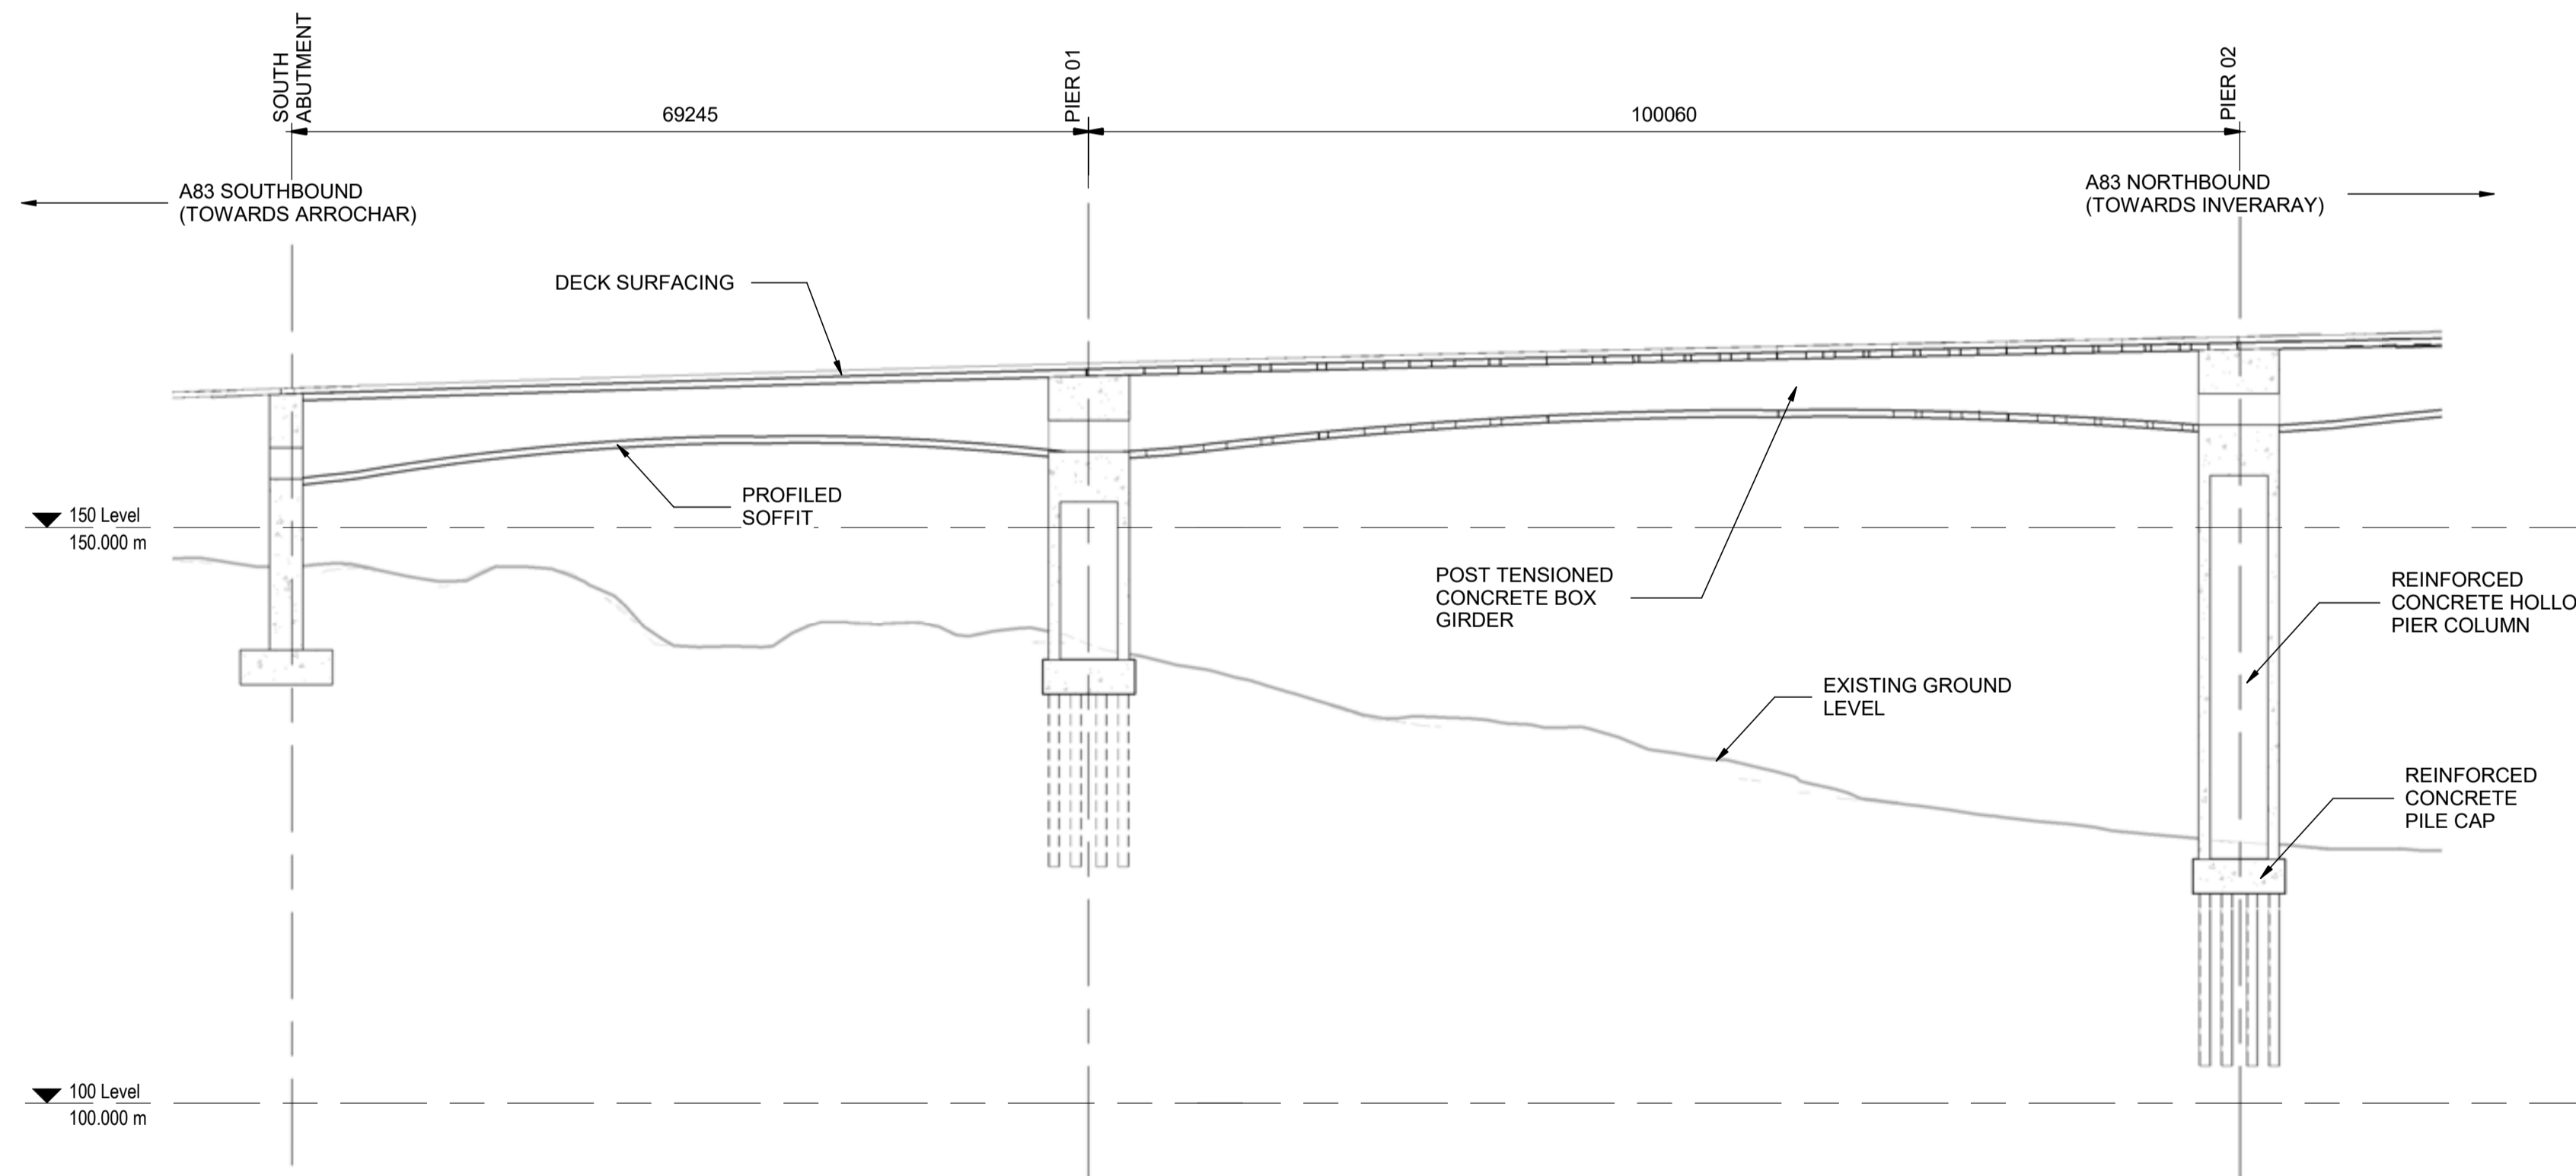 SOUTH
ABUTMENT
PIER 01
PIER 02
69245
100060
A83 SOUTHBOUND
(TOWARDS ARROCHAR)
A83 NORTHBOUND
(TOWARDS INVERARAY)
DECK SURFACING
PROFILED
SOFFIT
150 Level
150.000 m
POST TENSIONED
CONCRETE BOX
GIRDER
REINFORCED
CONCRETE HOLLO
PIER COLUMN
EXISTING GROUND
LEVEL
REINFORCED
CONCRETE
PILE CAP
100 Level
100.000 m